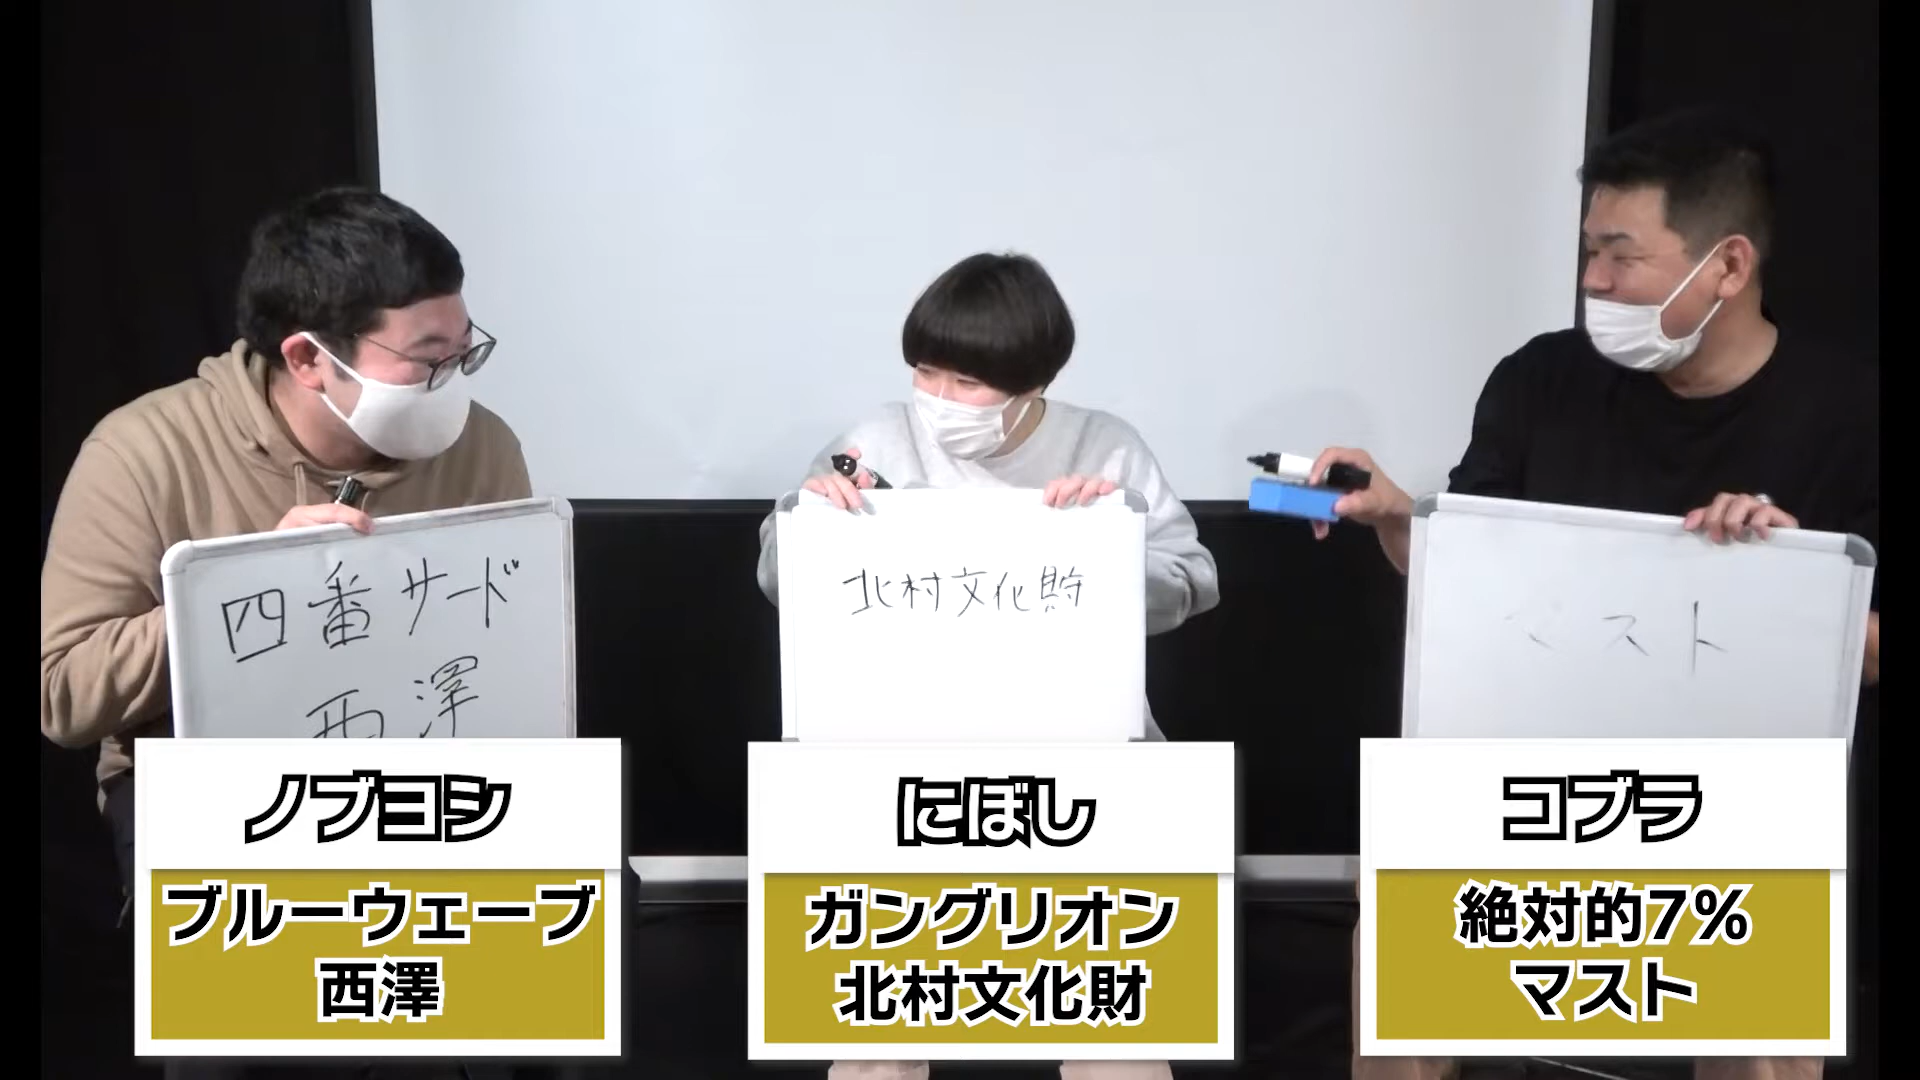 四番サード
西澤
北村文化貯
マスト
ノブヨシ
ブルーウェーブ
西澤
にぼし
ガングリオン
北村文化財
コブラ
絶対的7%
マスト